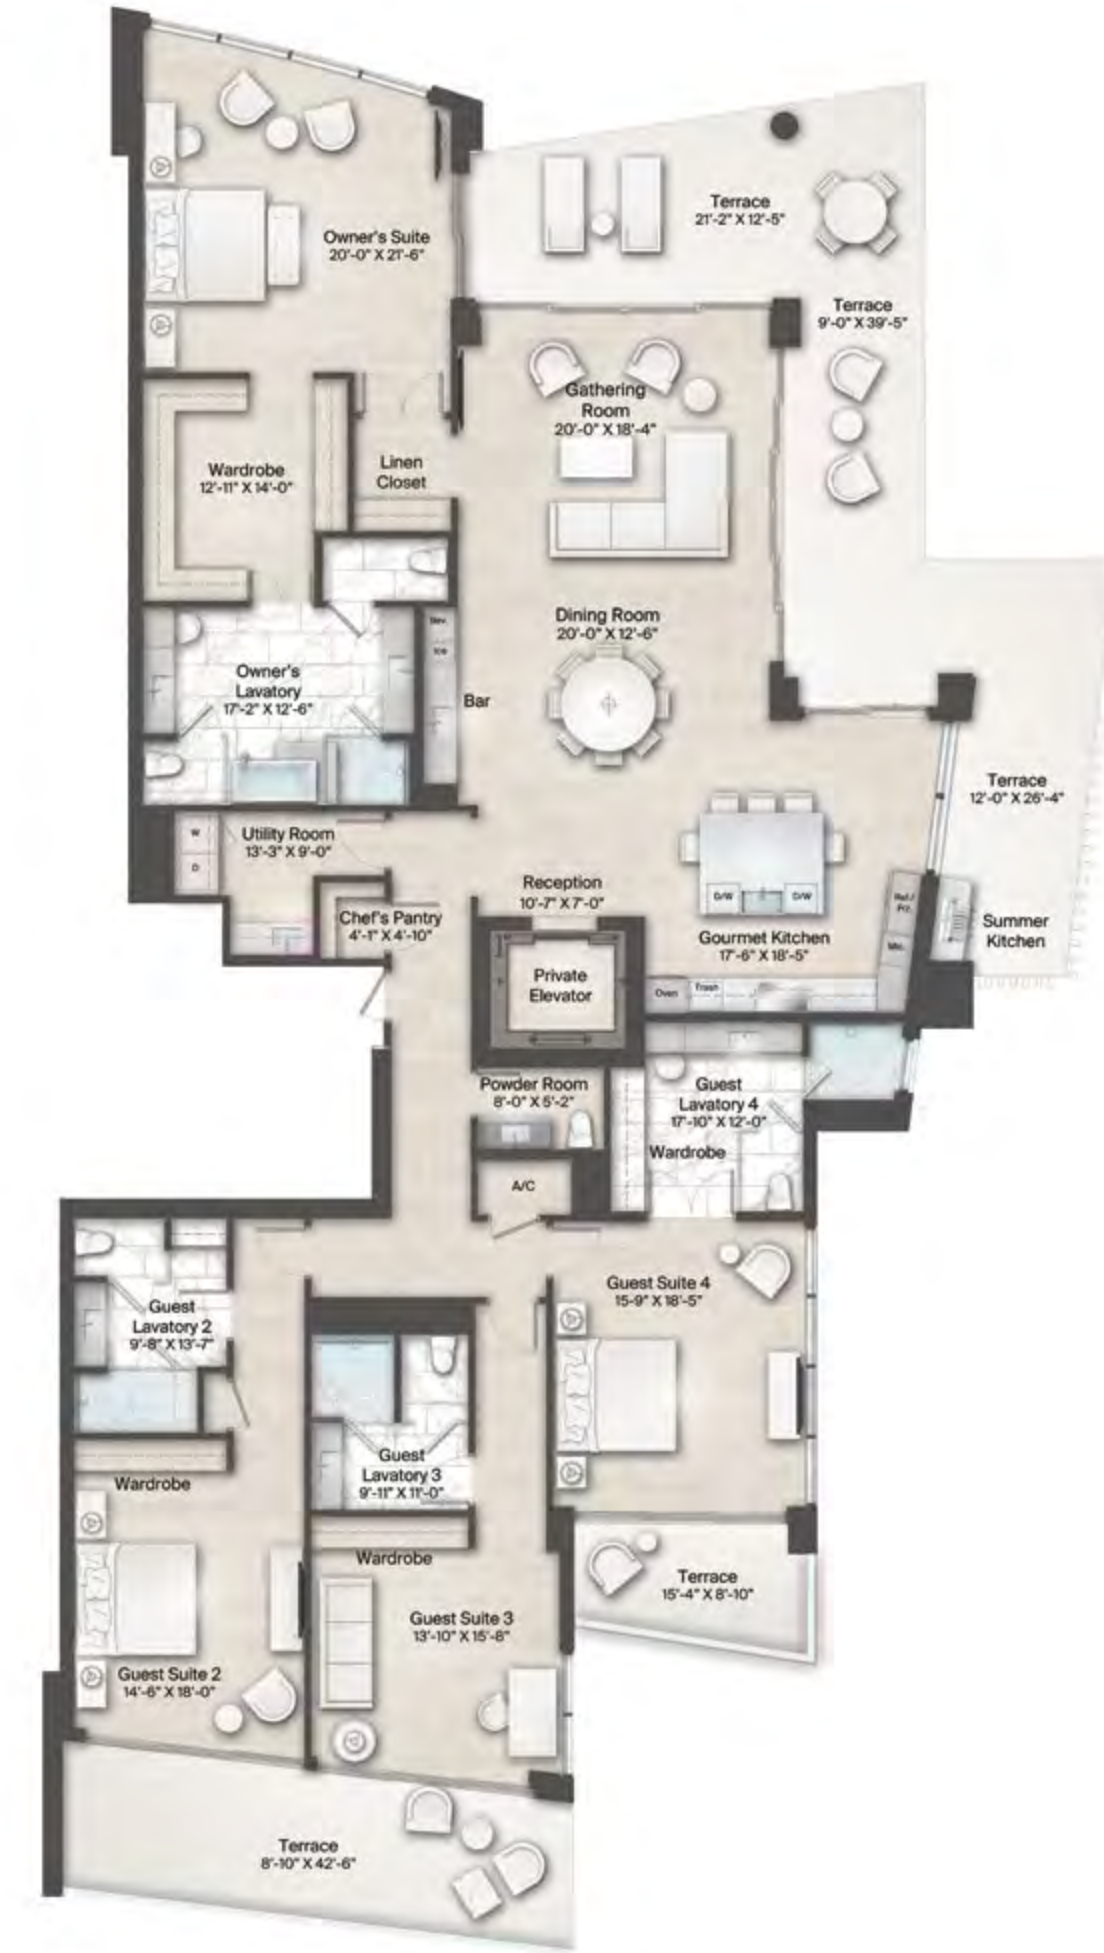 Owner's Suite
20'-0" X 21'-6"
Terrace
21'-2" X 12'-5"
Terrace
9'-0" X 39'-5"
Gathering
Room
20'-0" X 18'-4"
Wardrobe
12'-11" X 14'-0"
Linen
Closet
Dining Room
20'-0" X 12'-6"
Bev.
Ice
Bar
Owner's
Lavatory
17'-2" X 12'-6"
Terrace
12'-0" X 26'-4"
W
D
Utility Room
13'-3" X 9'-0"
Chef's Pantry
4'-1" X 4'-10"
Reception
10'-7" X 7'-0"
D/W
D/W
Ref./
Frz.
Gourmet Kitchen
17'-6" X 18'-5"
Summer
Kitchen
Private
Elevator
Oven
Trash
Powder Room
8'-0" X 5'-2"
Guest
Lavatory 4
17'-10" X 12'-0"
Wardrobe
A/C
Guest
Lavatory 2
9'-8" X 13'-7"
Guest Suite 4
15-9" X 18'-5"
Guest
Lavatory 3
9'-11" X 11'-0"
Wardrobe
Wardrobe
Guest Suite 3
13'-10" X 15'-8"
Terrace
15'-4" X 8'-10"
Guest Suite 2
14'-6" X 18'-0"
Terrace
8'-10" X 42'-6"